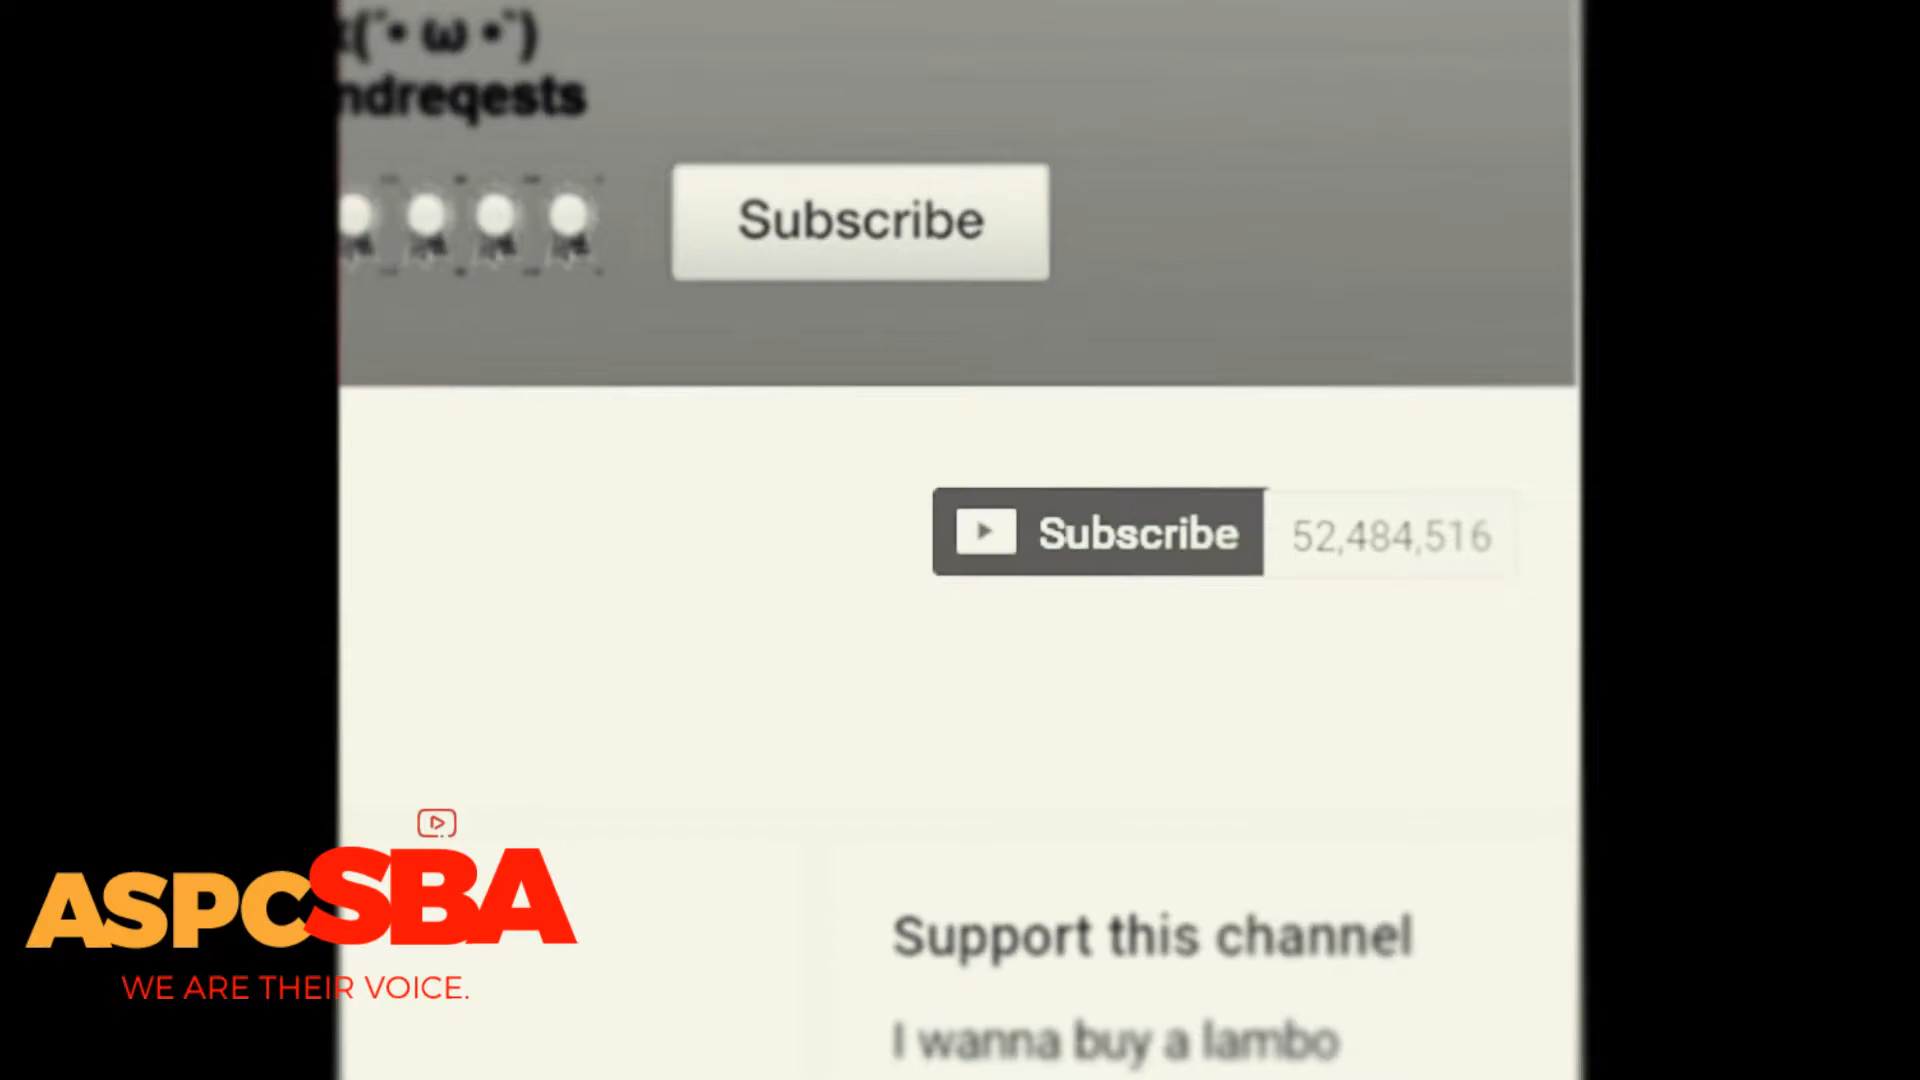 (´• ω •`)
ndreqests
Subscribe
Subscribe 52,484,516
Support this channel
I wanna buy a lambo
ASPCSBA
WE ARE THEIR VOICE.